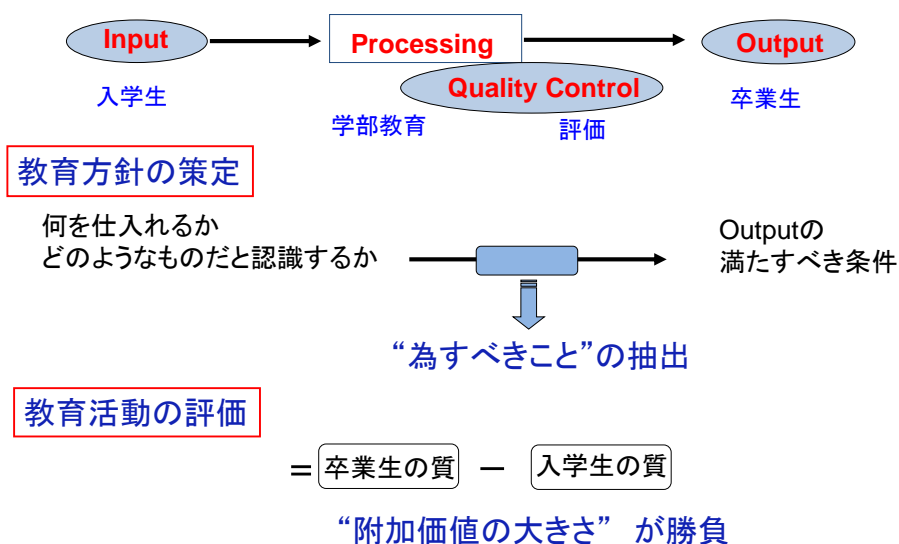 Input
Processing
Output
Quality Control
入学生
学部教育
評価
卒業生
教育方針の策定
何を仕入れるか
どのようなものだと認識するか
Outputの
満たすべき条件
“為すべきこと”の抽出
教育活動の評価
＝ 卒業生の質 － 入学生の質
“附加価値の大きさ” が勝負